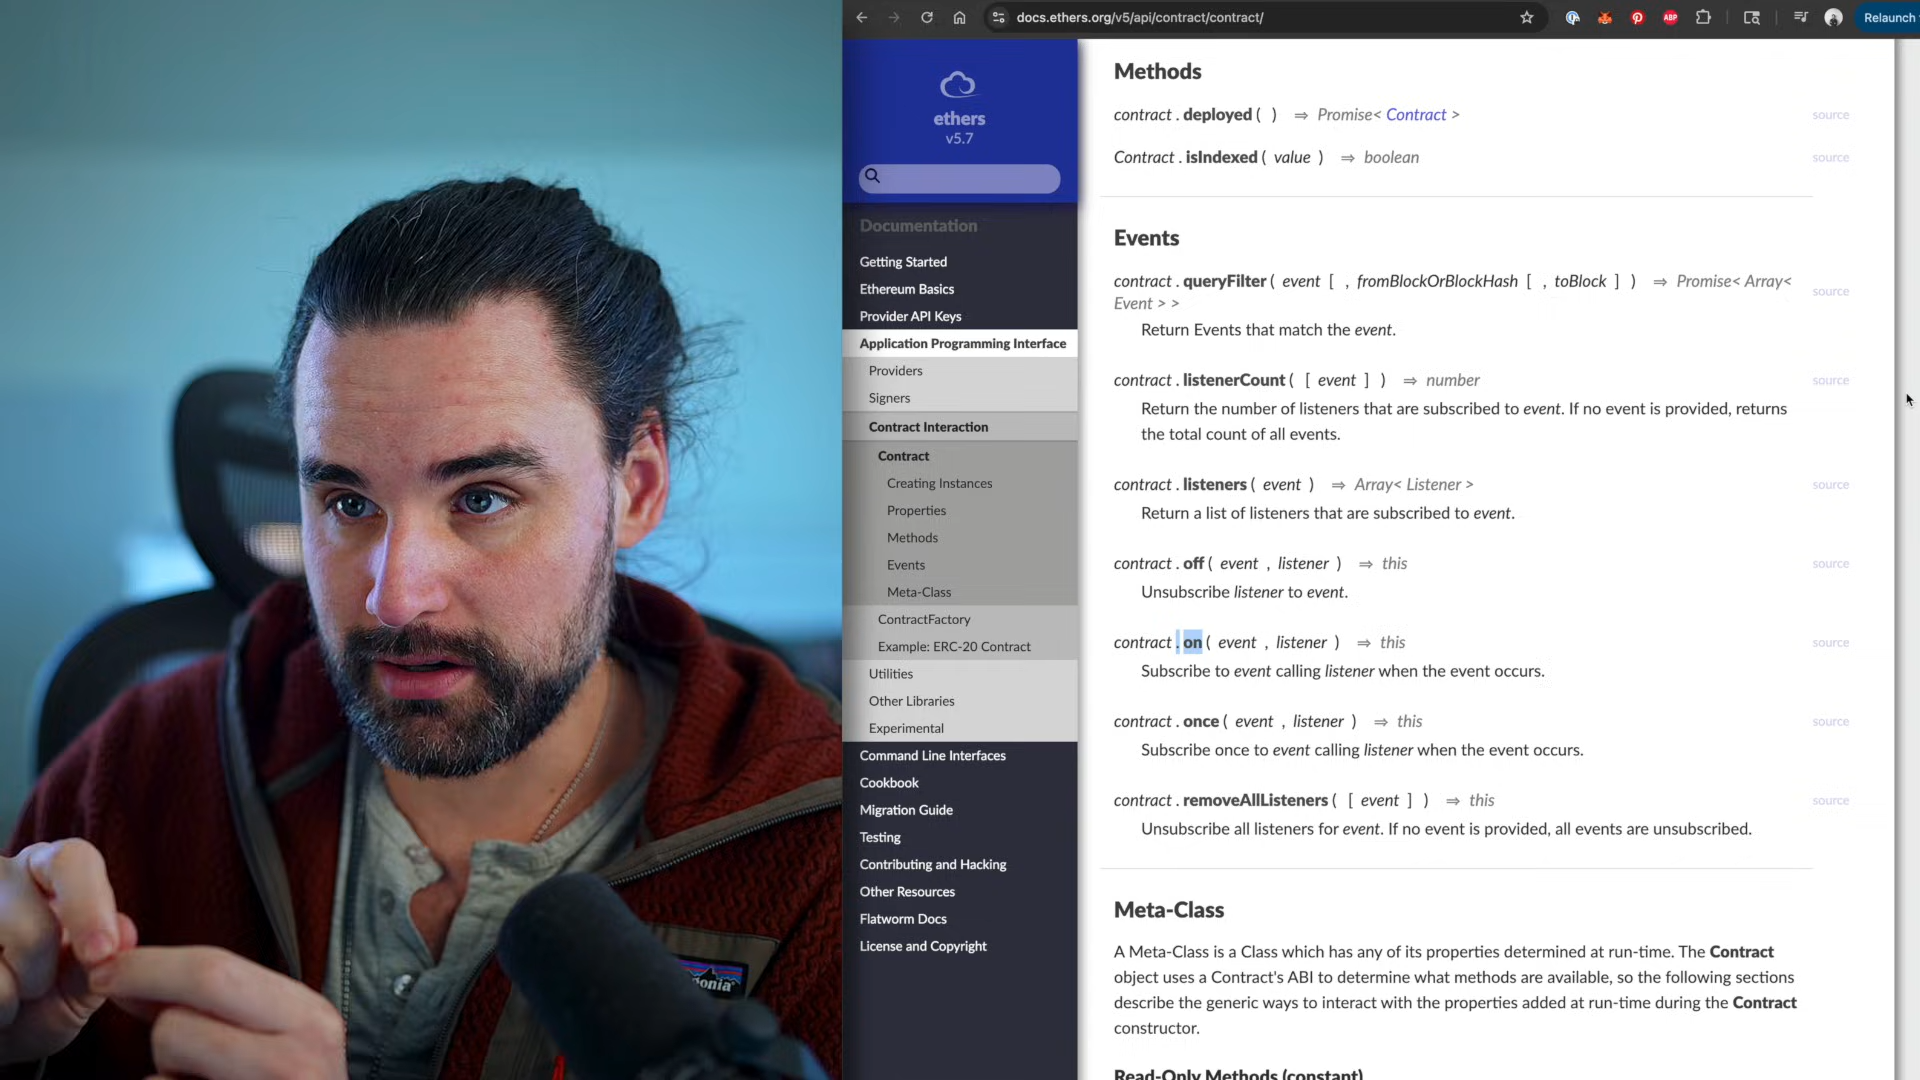 docs.ethers.org/v5/api/contract/contract/
ABP
Relaunch
ethers
v5.7
Documentation
Getting Started
Ethereum Basics
Provider API Keys
Application Programming Interface
Providers
Signers
Contract Interaction
Contract
Creating Instances
Properties
Methods
Events
Meta-Class
ContractFactory
Example: ERC-20 Contract
Utilities
Other Libraries
Experimental
Command Line Interfaces
Cookbook
Migration Guide
Testing
Contributing and Hacking
Other Resources
Flatworm Docs
License and Copyright
Methods
contract . deployed ( ) ⇒ Promise< Contract > source
Contract . isIndexed ( value ) ⇒ boolean source
Events
contract . queryFilter ( event [ , fromBlockOrBlockHash [ , toBlock ] ) ⇒ Promise< Array<
Event > > source
Return Events that match the event.
contract . listenerCount ( [ event ] ) ⇒ number source
Return the number of listeners that are subscribed to event. If no event is provided, returns
the total count of all events.
contract . listeners ( event ) ⇒ Array< Listener > source
Return a list of listeners that are subscribed to event.
contract . off ( event , listener ) ⇒ this source
Unsubscribe listener to event.
contract . on ( event , listener ) ⇒ this source
Subscribe to event calling listener when the event occurs.
contract . once ( event , listener ) ⇒ this source
Subscribe once to event calling listener when the event occurs.
contract . removeAllListeners ( [ event ] ) ⇒ this source
Unsubscribe all listeners for event. If no event is provided, all events are unsubscribed.
Meta-Class
A Meta-Class is a Class which has any of its properties determined at run-time. The Contract
object uses a Contract's ABI to determine what methods are available, so the following sections
describe the generic ways to interact with the properties added at run-time during the Contract
constructor.
Read-Only Methods (constant)